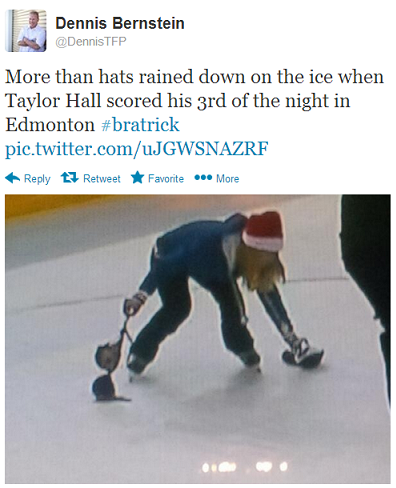 Dennis Bernstein
@DennisTFP
More than hats rained down on the ice when
Taylor Hall scored his 3rd of the night in
Edmonton #bratrick
pic.twitter.com/uJGWSNAZRF
Reply Retweet Favorite More